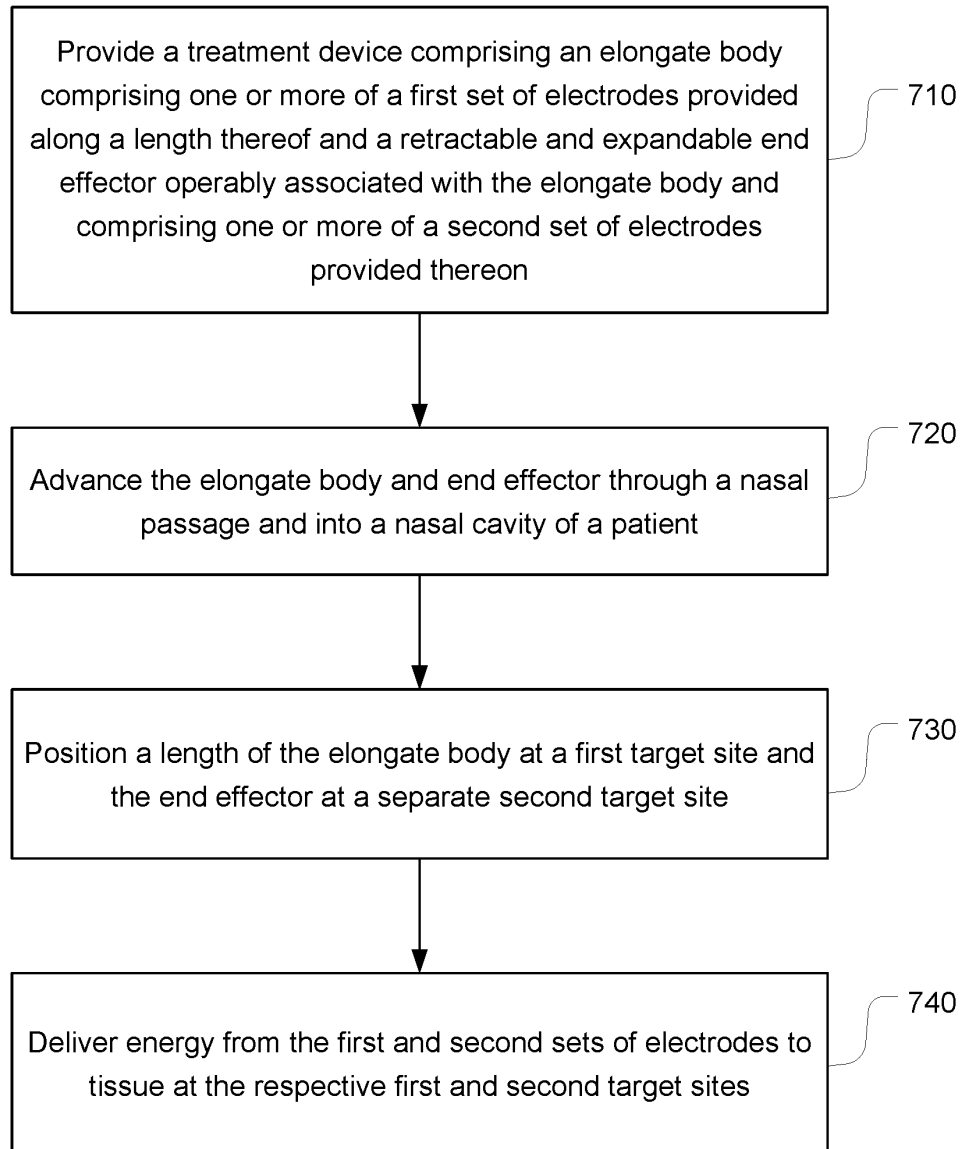 Provide a treatment device comprising an elongate body
comprising one or more of a first set of electrodes provided
along a length thereof and a retractable and expandable end
effector operably associated with the elongate body and
comprising one or more of a second set of electrodes
provided thereon
710
Advance the elongate body and end effector through a nasal
passage and into a nasal cavity of a patient
720
Position a length of the elongate body at a first target site and
the end effector at a separate second target site
730
Deliver energy from the first and second sets of electrodes to
tissue at the respective first and second target sites
740